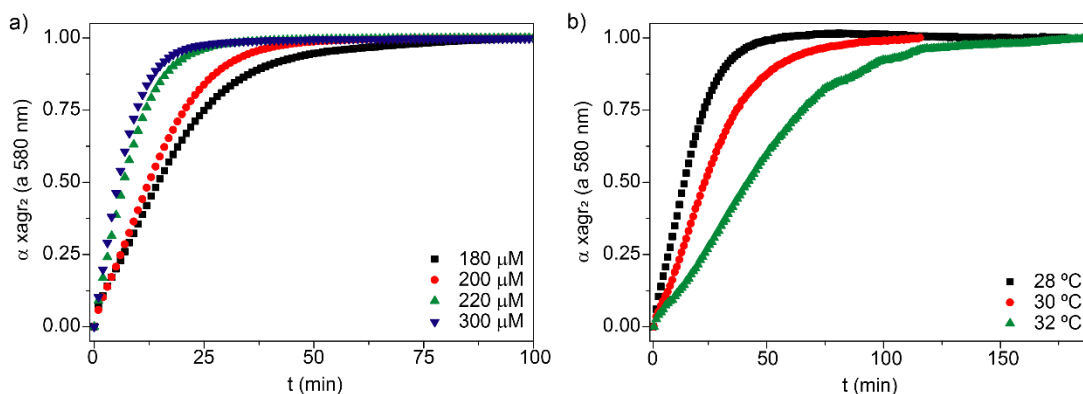 a)
α xagr₂ (a 580 nm)
1.00
0.75
0.50
0.25
0.00
180 μM
200 μM
220 μM
300 μM
0 25 50 75 100
t (min)
b)
α xagr₂ (a 580 nm)
1.00
0.75
0.50
0.25
0.00
28 ºC
30 ºC
32 ºC
0 50 100 150
t (min)